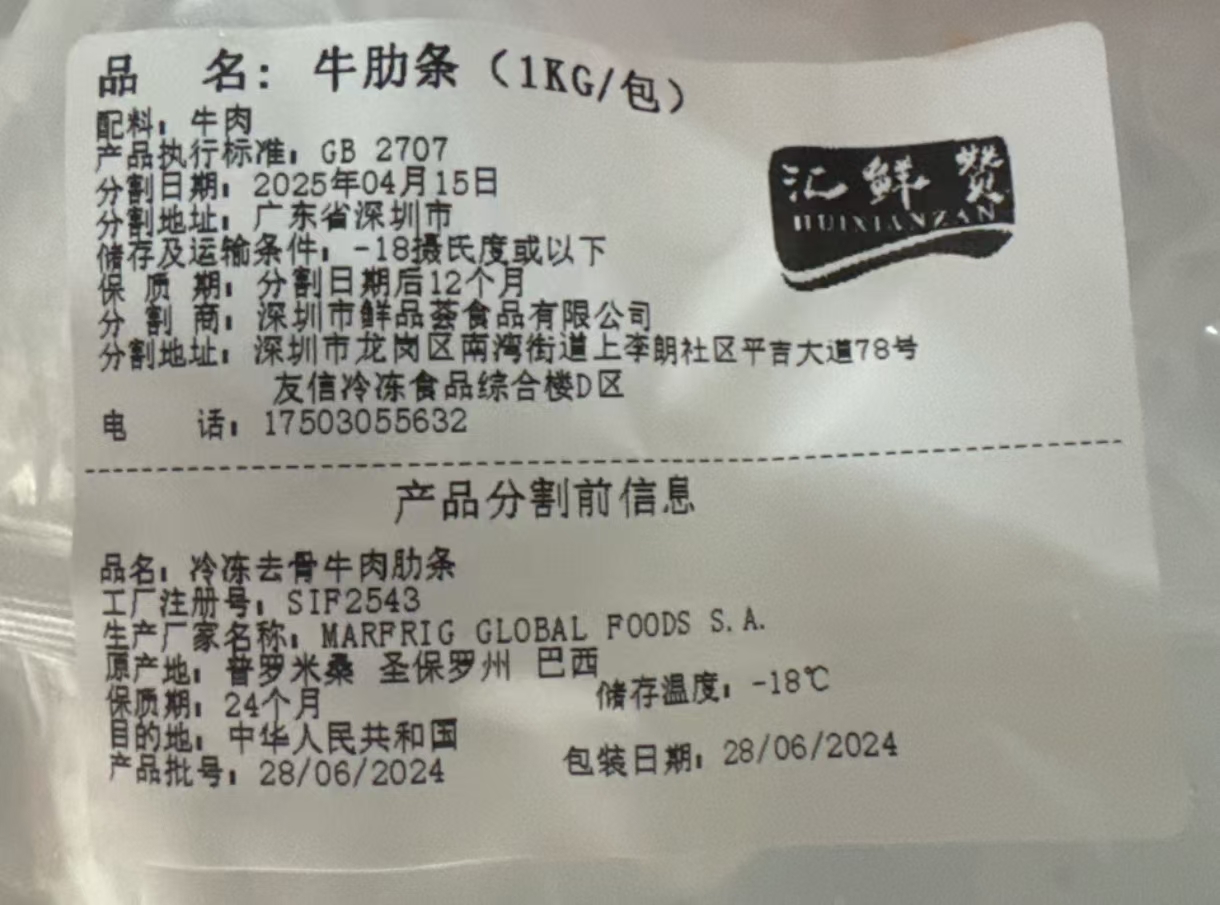 品 名: 牛肋条（1KG/包）
配料: 牛肉
产品执行标准: GB 2707
分割日期: 2025年04月15日
分割地址: 广东省深圳市
储存及运输条件: -18摄氏度或以下
保 质 期: 分割日期后12个月
分 割 商: 深圳市鲜品荟食品有限公司
分割地址: 深圳市龙岗区南湾街道上李朗社区平吉大道78号
友信冷冻食品综合楼D区
电 话: 17503055632
汇鲜赞
HUIXIANZAN
产品分割前信息
品名: 冷冻去骨牛肉肋条
工厂注册号: SIF2543
生产厂家名称: MARFRIG GLOBAL FOODS S.A.
原产地: 普罗米桑 圣保罗州 巴西
保质期: 24个月 储存温度: -18℃
目的地: 中华人民共和国
产品批号: 28/06/2024 包装日期: 28/06/2024